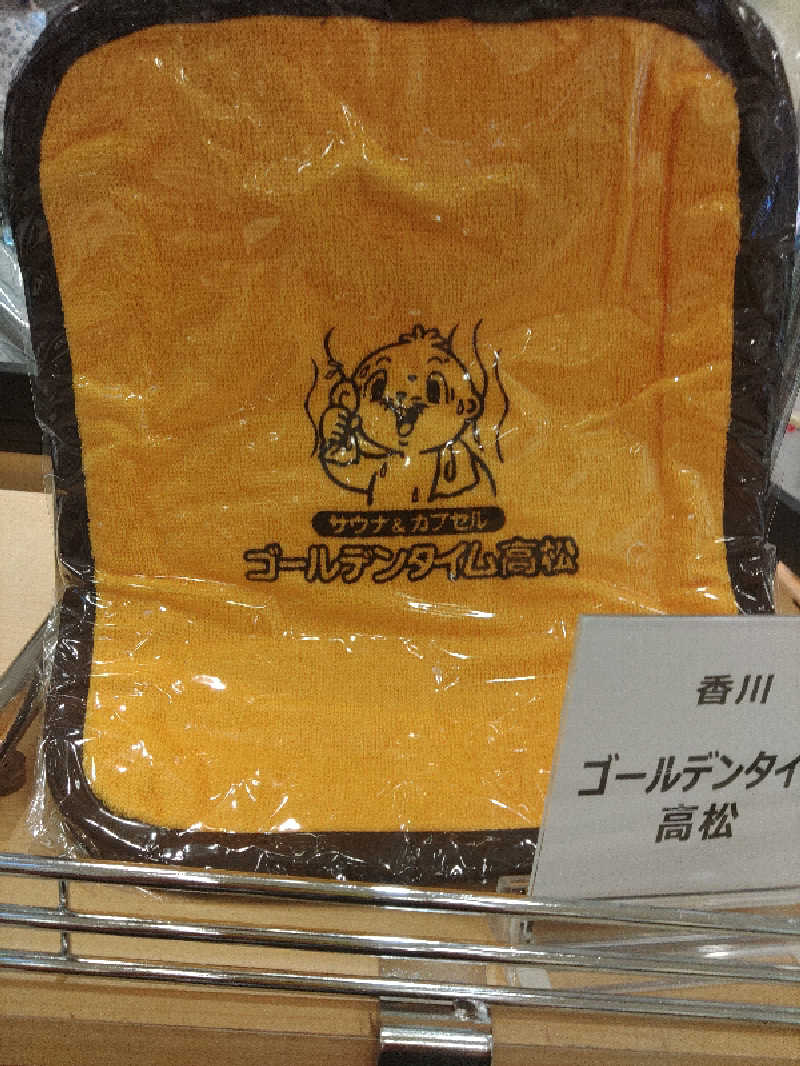 サウナ&カプセル
ゴールデンタイム高松
香川
ゴールデンタイ
高松